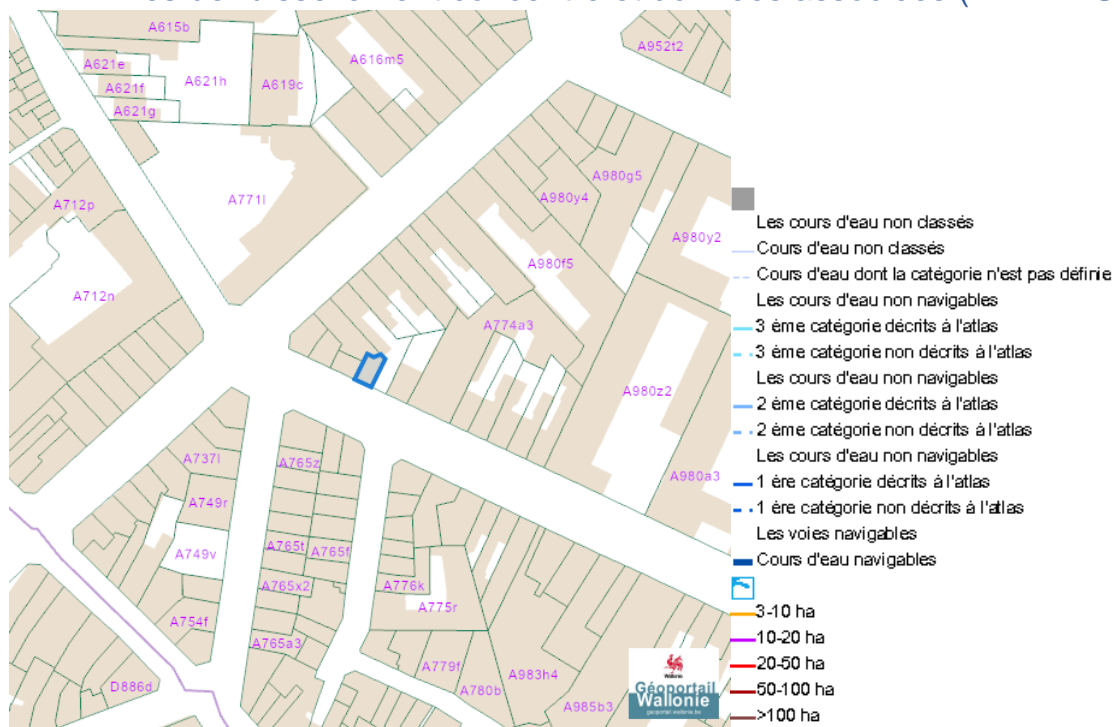 A615b
A952t2
A616m5
A621e
A621h
A619c
A621f
A621g
A980g5
A980y4
A712p
A771l
A980y2
A980f5
A712n
A774a3
A980z2
A737l
A765z
A980a3
A749r
A765t
A765f
A749v
A776k
A765x2
A775r
A754f
A765a3
A779f
A983h4
D886d
A780b
A985b3
Wallonie
Géoportail
Wallonie
geoportail.wallonie.be
Les cours d'eau non classés
Cours d'eau non classés
Cours d'eau dont la catégorie n'est pas définie
Les cours d'eau non navigables
3 ème catégorie décrits à l'atlas
3 ème catégorie non décrits à l'atlas
Les cours d'eau non navigables
2 ème catégorie décrits à l'atlas
2 ème catégorie non décrits à l'atlas
Les cours d'eau non navigables
1 ère catégorie décrits à l'atlas
1 ère catégorie non décrits à l'atlas
Les voies navigables
Cours d'eau navigables
3-10 ha
10-20 ha
20-50 ha
50-100 ha
>100 ha